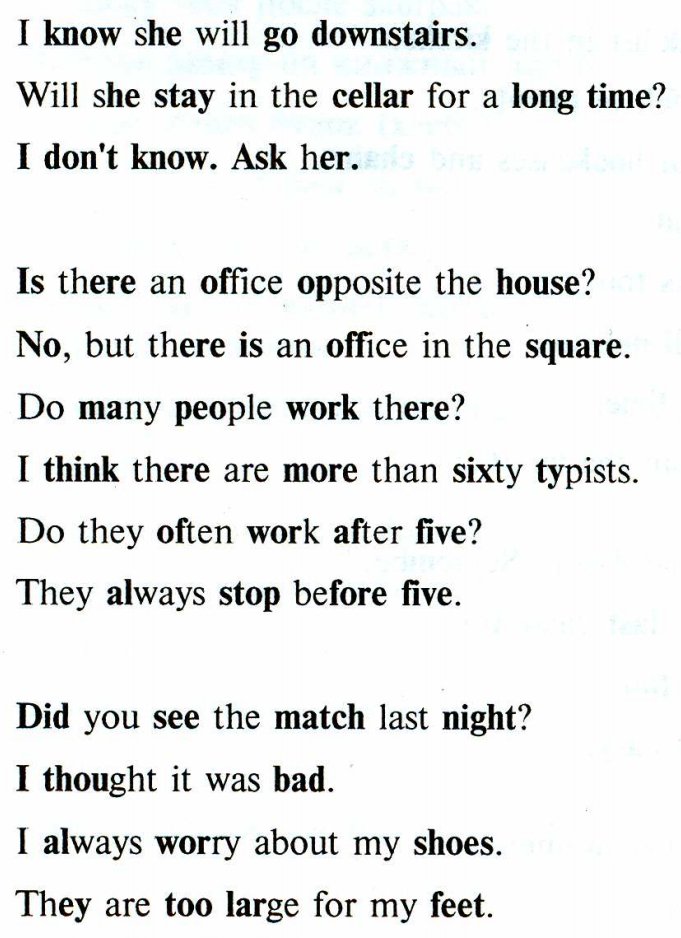 I know she will go downstairs.
Will she stay in the cellar for a long time?
I don't know. Ask her.
Is there an office opposite the house?
No, but there is an office in the square.
Do many people work there?
I think there are more than sixty typists.
Do they often work after five?
They always stop before five.
Did you see the match last night?
I thought it was bad.
I always worry about my shoes.
They are too large for my feet.